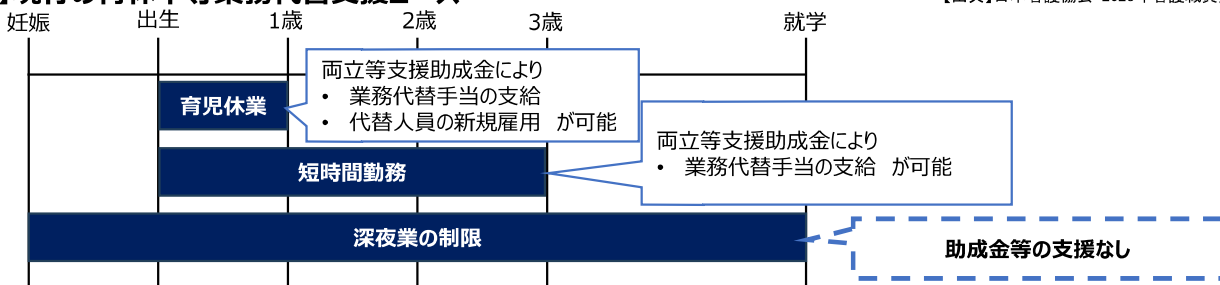 妊娠 出生 1歳 2歳 3歳 就学
両立等支援助成金により
育児休業
• 業務代替手当の支給
• 代替人員の新規雇用 が可能
両立等支援助成金により
• 業務代替手当の支給 が可能
短時間勤務
深夜業の制限
助成金等の支援なし